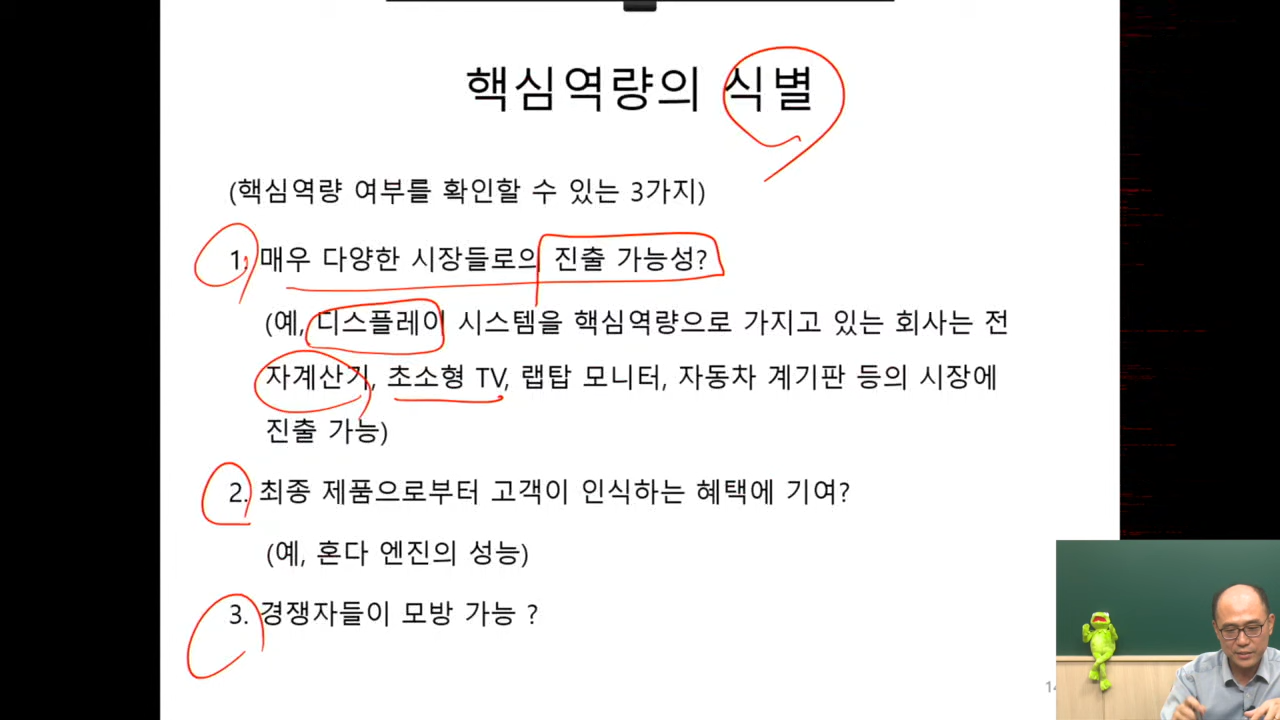 핵심역량의 식별
(핵심역량 여부를 확인할 수 있는 3가지)
1. 매우 다양한 시장들로의 진출 가능성?
(예, 디스플레이 시스템을 핵심역량으로 가지고 있는 회사는 전
자계산기, 초소형 TV, 랩탑 모니터, 자동차 계기판 등의 시장에
진출 가능)
2. 최종 제품으로부터 고객이 인식하는 혜택에 기여?
(예, 혼다 엔진의 성능)
3. 경쟁자들이 모방 가능 ?